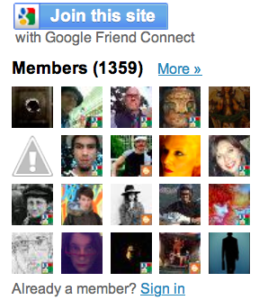 Join this site
with Google Friend Connect
Members (1359) More »
Already a member? Sign in